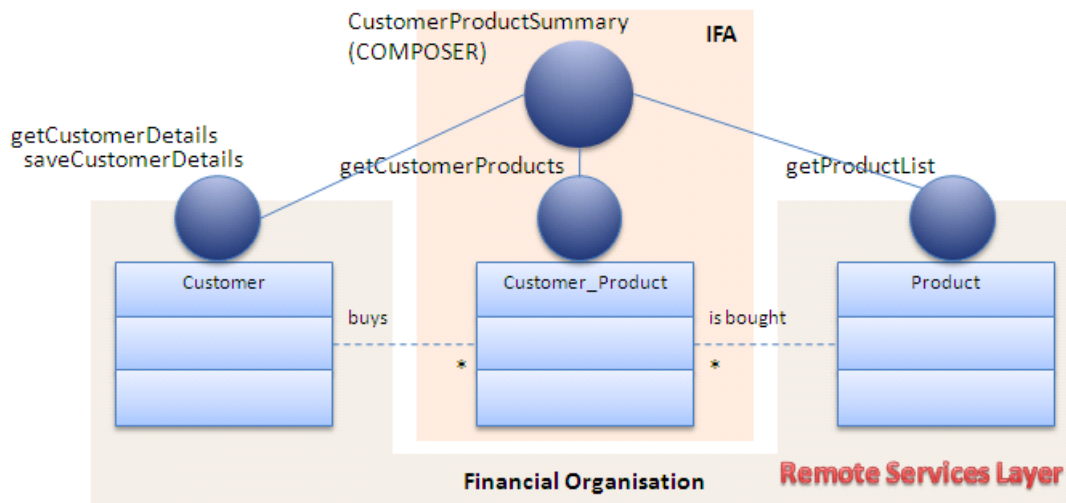 CustomerProductSummary
(COMPOSER)
IFA
getCustomerDetails
saveCustomerDetails
getCustomerProducts
getProductList
Customer
Customer_Product
Product
buys
is bought
*
*
Financial Organisation
Remote Services Layer